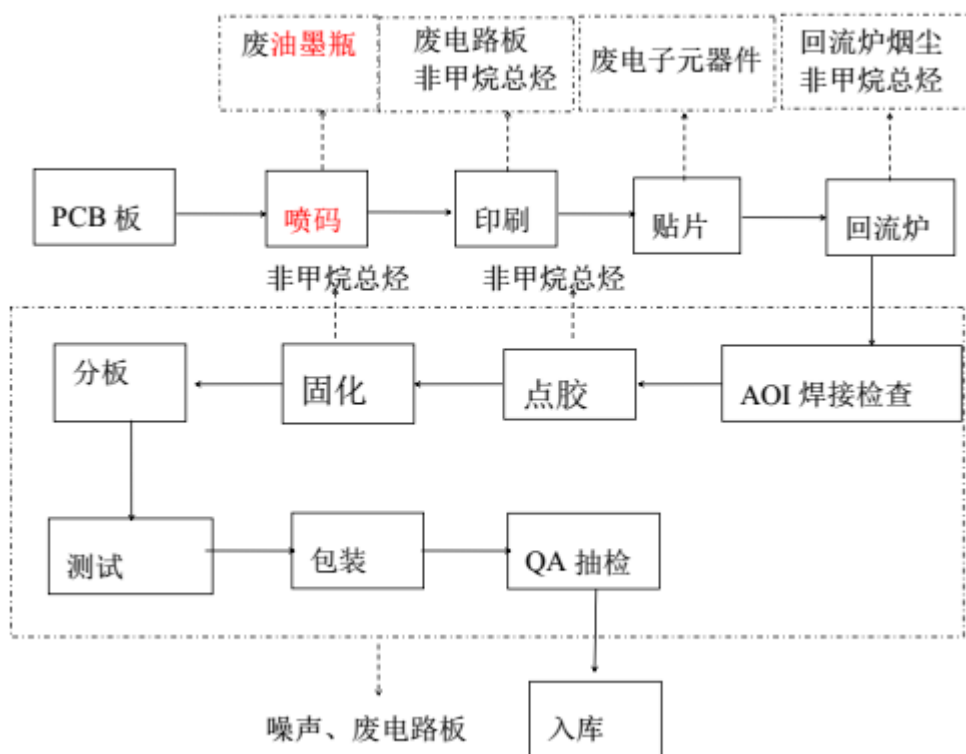 废油墨瓶
废电路板
非甲烷总烃
废电子元器件
回流炉烟尘
非甲烷总烃
PCB 板
喷码
印刷
贴片
回流炉
非甲烷总烃
非甲烷总烃
分板
固化
点胶
AOI 焊接检查
测试
包装
QA 抽检
噪声、废电路板
入库